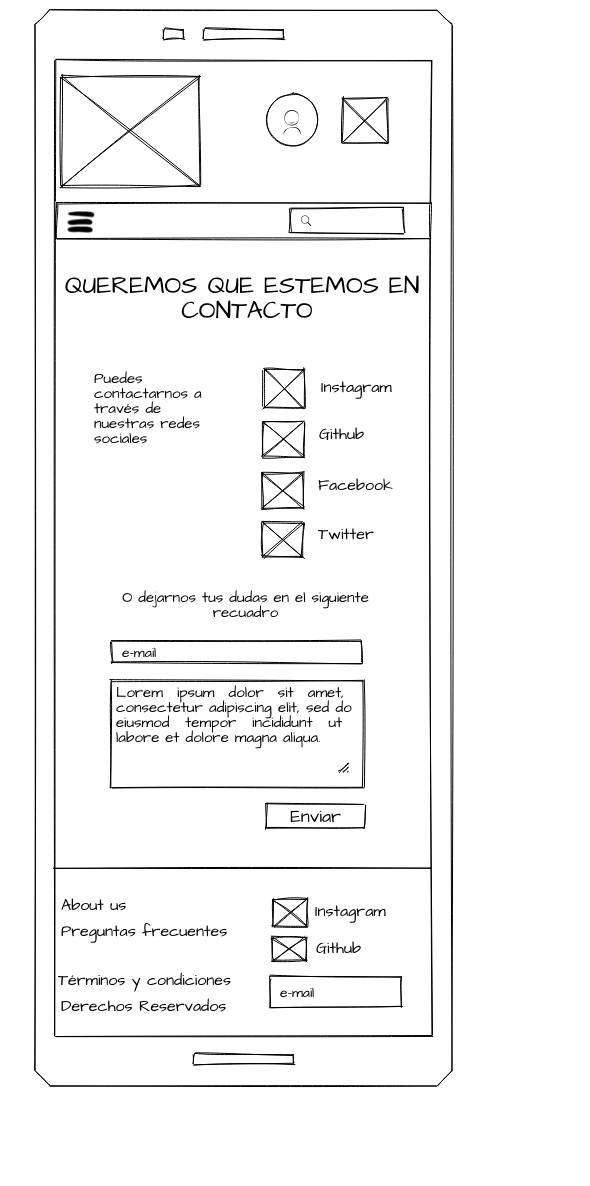 QUEREMOS QUE ESTEMOS EN
CONTACTO
Puedes
contactarnos a
través de
nuestras redes
sociales
Instagram
Github
Facebook
Twitter
O dejarnos tus dudas en el siguiente
recuadro
e-mail
Lorem ipsum dolor sit amet,
consectetur adipiscing elit, sed do
eiusmod tempor incididunt ut
labore et dolore magna aliqua.
Enviar
About us
Preguntas frecuentes
Términos y condiciones
Derechos Reservados
Instagram
Github
e-mail